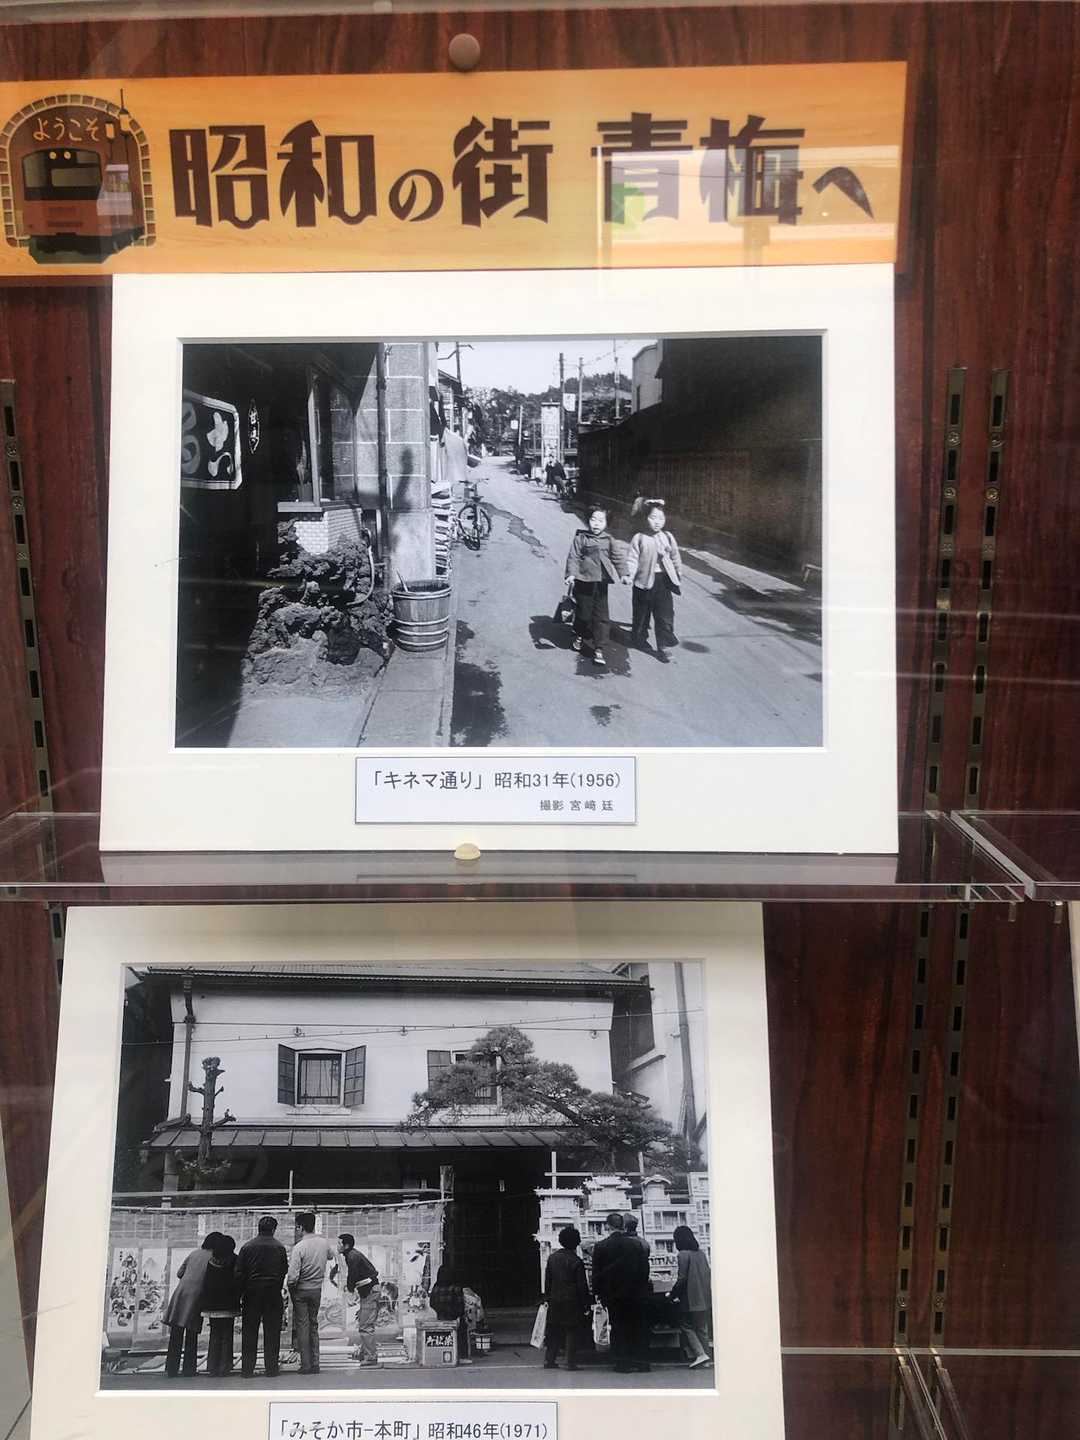 ようこそ
昭和の街 青梅へ
「キネマ通り」 昭和31年(1956)
撮影 宮﨑 廷
「みそか市-本町」 昭和46年(1971)